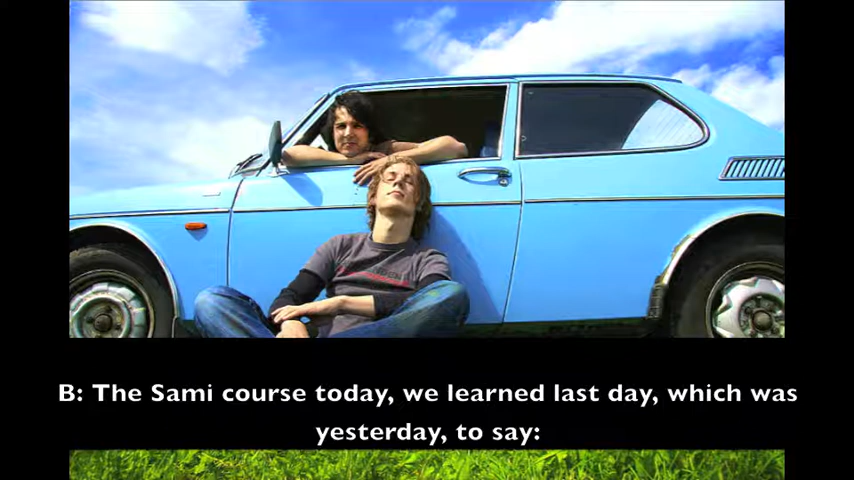 B: The Sami course today, we learned last day, which was
yesterday, to say: